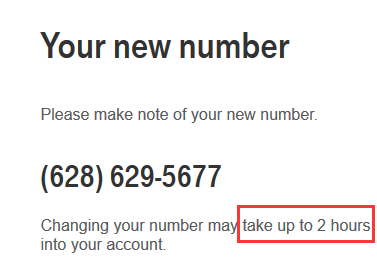 Your new number
Please make note of your new number.
(628) 629-5677
Changing your number may take up to 2 hours
into your account.